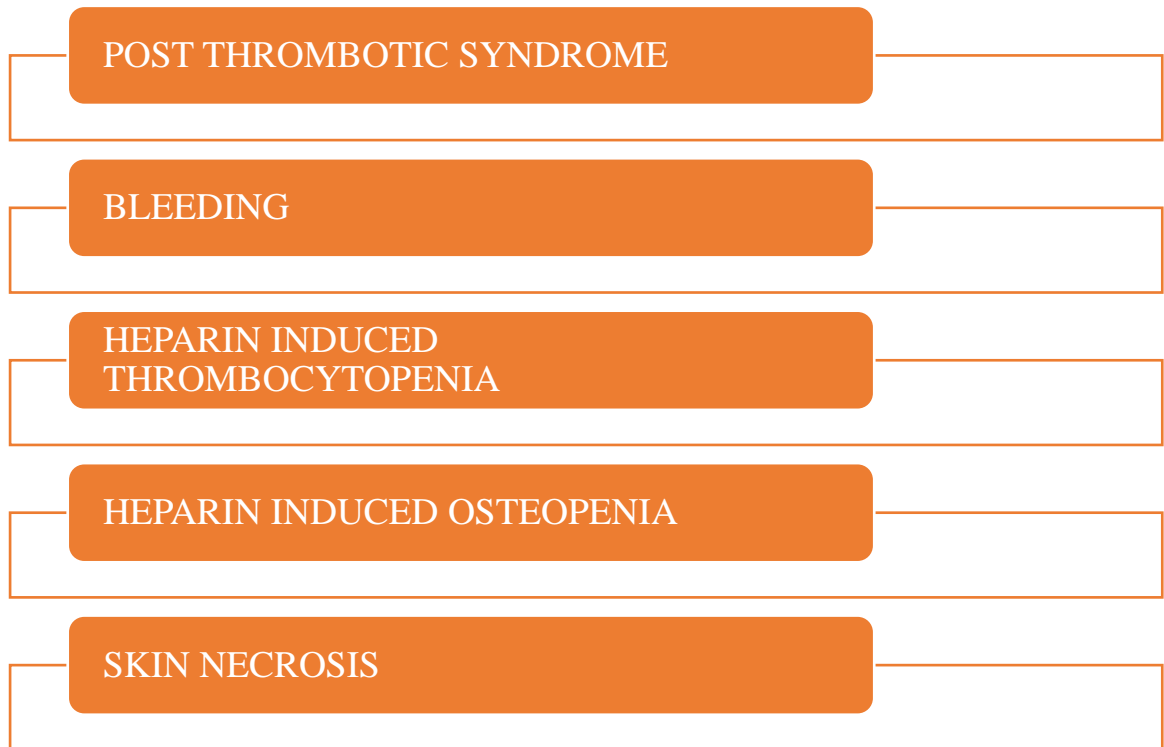 POST THROMBOTIC SYNDROME
BLEEDING
HEPARIN INDUCED
THROMBOCYTOPENIA
HEPARIN INDUCED OSTEOPENIA
SKIN NECROSIS